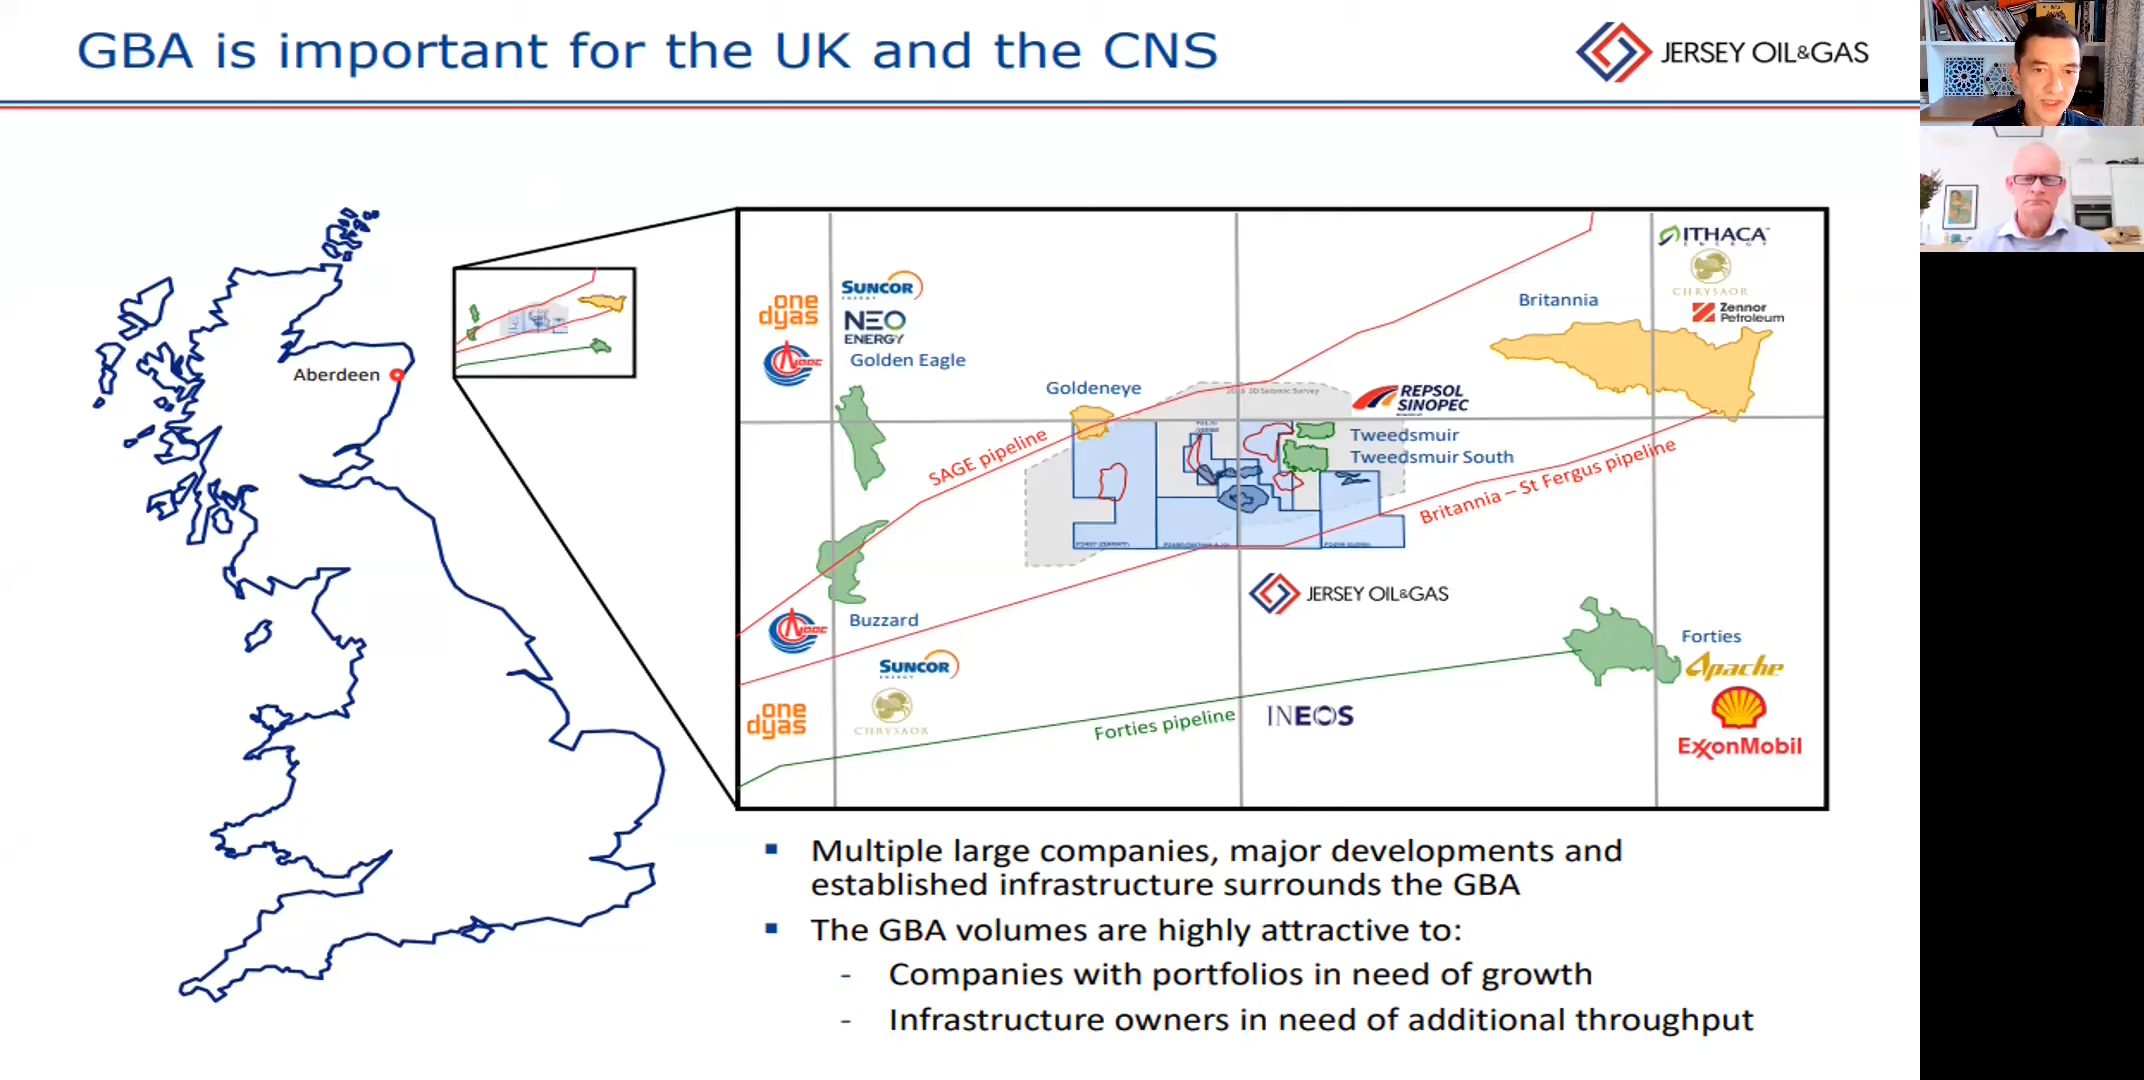 GBA is important for the UK and the CNS
JERSEY OIL&GAS
Aberdeen
one
dyas
SUNCOR
ENERGY
NEO
ENERGY
Golden Eagle
Goldeneye
SAGE pipeline
3D Seismic Survey
REPSOL
SINOPEC
Tweedsmuir
Tweedsmuir South
Britannia
ITHACA
ENERGY
CHRYSAOR
Zennor
Petroleum
Britannia – St Fergus pipeline
JERSEY OIL&GAS
Buzzard
SUNCOR
ENERGY
one
dyas
CHRYSAOR
Forties pipeline
INEOS
Forties
Apache
ExxonMobil
Multiple large companies, major developments and
established infrastructure surrounds the GBA
The GBA volumes are highly attractive to:
- Companies with portfolios in need of growth
- Infrastructure owners in need of additional throughput